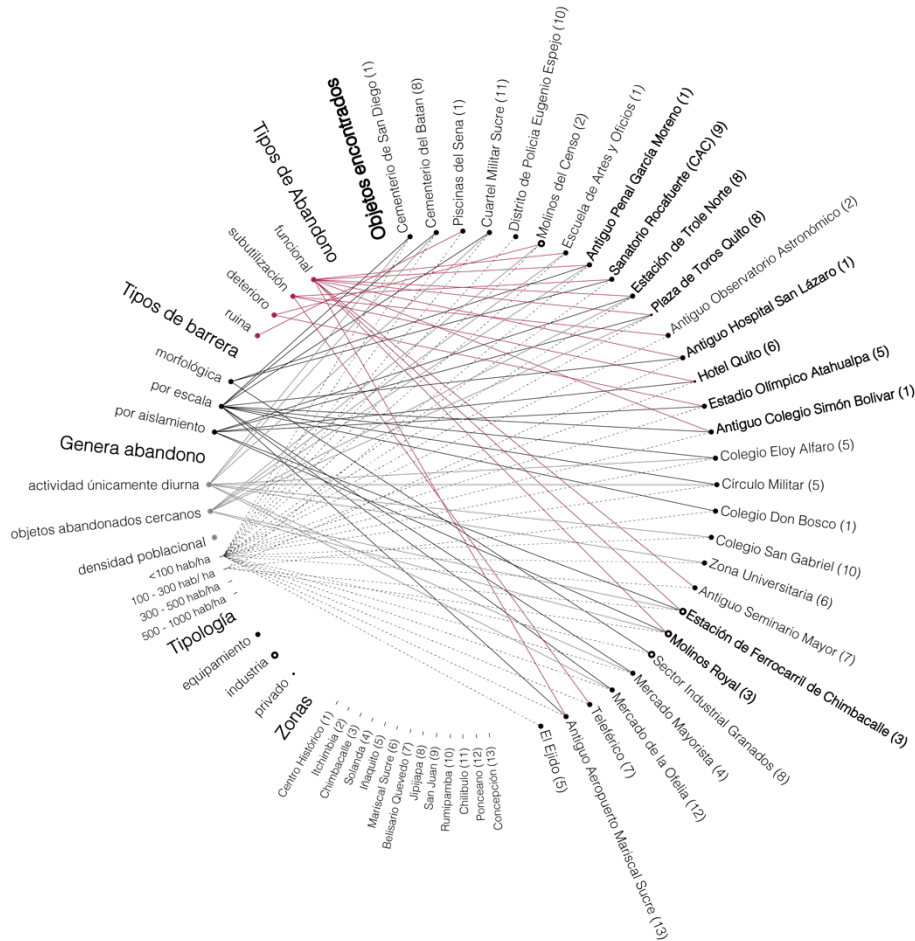 Tipos de Abandono
funcional
subutilización
deterioro
ruina
Tipos de barrera
morfológica
por escala
por aislamiento
Genera abandono
actividad únicamente diurna
objetos abandonados cercanos
densidad poblacional
<100 hab/ha
100 - 300 hab/ ha
300 - 500 hab/ha
500 - 1000 hab/ha
Tipología
equipamiento
industria
privado
Zonas
Centro Histórico (1)
Itchimbia (2)
Chimbacalle (3)
Solanda (4)
Iñaquito (5)
Mariscal Sucre (6)
Belisario Quevedo (7)
Jipijapa (8)
San Juan (9)
Rumipamba (10)
Chilibulo (11)
Ponceano (12)
Concepción (13)
Objetos encontrados
Cementerio de San Diego (1)
Cementerio del Batan (8)
Piscinas del Sena (1)
Cuartel Militar Sucre (11)
Distrito de Policia Eugenio Espejo (10)
Molinos del Censo (2)
Escuela de Artes y Oficios (1)
Antiguo Penal García Moreno (1)
Sanatorio Rocafuerte (CAC) (9)
Estación de Trole Norte (8)
Plaza de Toros Quito (8)
Antiguo Observatorio Astronómico (2)
Antiguo Hospital San Lázaro (1)
Hotel Quito (6)
Estadio Olímpico Atahualpa (5)
Antiguo Colegio Simón Bolivar (1)
Colegio Eloy Alfaro (5)
Círculo Militar (5)
Colegio Don Bosco (1)
Colegio San Gabriel (10)
Zona Universitaria (6)
Antiguo Seminario Mayor (7)
Estación de Ferrocarril de Chimbacalle (3)
Molinos Royal (3)
Sector Industrial Granados (8)
Mercado Mayorista (4)
Mercado de la Ofelia (12)
Teleférico (7)
Antiguo Aeropuerto Mariscal Sucre (13)
El Ejido (5)